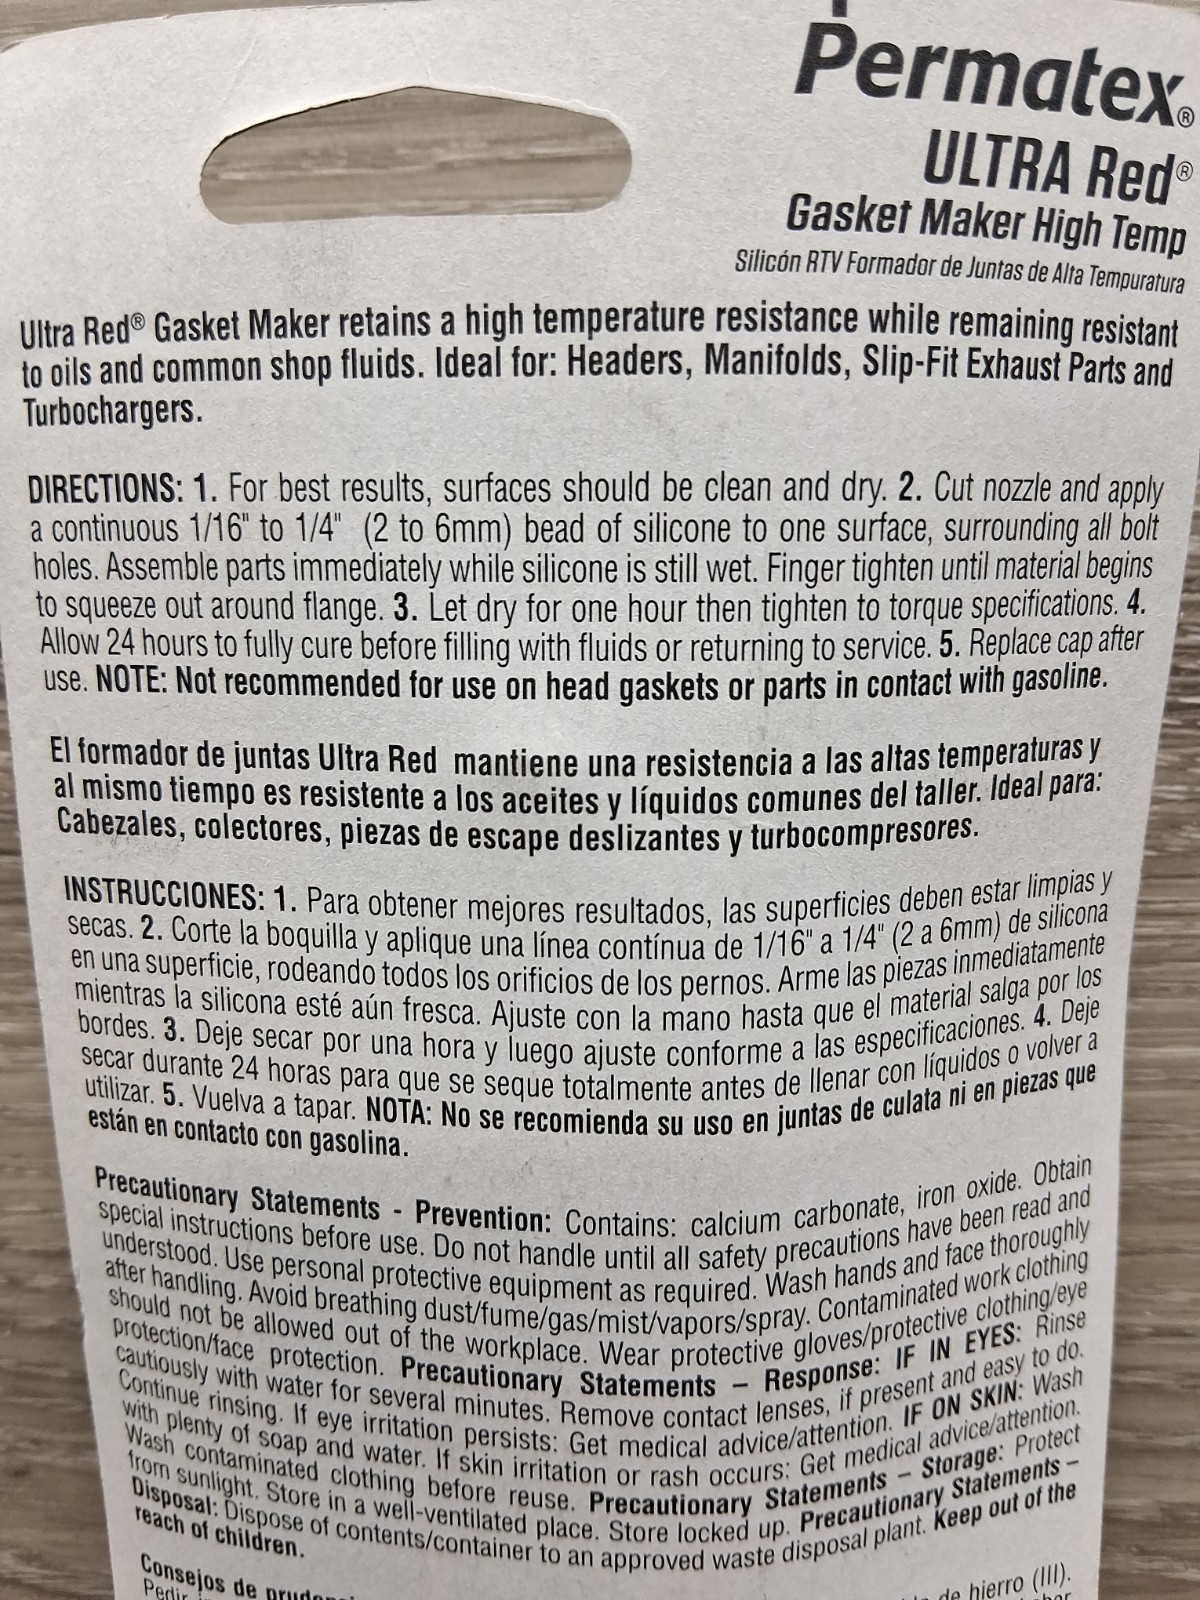 Permatex®
ULTRA Red®
Gasket Maker High Temp
Silicón RTV Formador de Juntas de Alta Tempuratura
Ultra Red® Gasket Maker retains a high temperature resistance while remaining resistant
to oils and common shop fluids. Ideal for: Headers, Manifolds, Slip-Fit Exhaust Parts and
Turbochargers.
DIRECTIONS: 1. For best results, surfaces should be clean and dry. 2. Cut nozzle and apply
a continuous 1/16" to 1/4" (2 to 6mm) bead of silicone to one surface, surrounding all bolt
holes. Assemble parts immediately while silicone is still wet. Finger tighten until material begins
to squeeze out around flange. 3. Let dry for one hour then tighten to torque specifications. 4.
Allow 24 hours to fully cure before filling with fluids or returning to service. 5. Replace cap after
use. NOTE: Not recommended for use on head gaskets or parts in contact with gasoline.
El formador de juntas Ultra Red mantiene una resistencia a las altas temperaturas y
al mismo tiempo es resistente a los aceites y líquidos comunes del taller. Ideal para:
Cabezales, colectores, piezas de escape deslizantes y turbocompresores.
INSTRUCCIONES: 1. Para obtener mejores resultados, las superficies deben estar limpias y
secas. 2. Corte la boquilla y aplique una línea contínua de 1/16" a 1/4" (2 a 6mm) de silicona
en una superficie, rodeando todos los orificios de los pernos. Arme las piezas inmediatamente
mientras la silicona esté aún fresca. Ajuste con la mano hasta que el material salga por los
bordes. 3. Deje secar por una hora y luego ajuste conforme a las especificaciones. 4. Deje
secar durante 24 horas para que se seque totalmente antes de llenar con líquidos o volver a
utilizar. 5. Vuelva a tapar. NOTA: No se recomienda su uso en juntas de culata ni en piezas que
están en contacto con gasolina.
Precautionary Statements - Prevention: Contains: calcium carbonate, iron oxide. Obtain
special instructions before use. Do not handle until all safety precautions have been read and
understood. Use personal protective equipment as required. Wash hands and face thoroughly
after handling. Avoid breathing dust/fume/gas/mist/vapors/spray. Contaminated work clothing
should not be allowed out of the workplace. Wear protective gloves/protective clothing/eye
protection/face protection. Precautionary Statements – Response: IF IN EYES: Rinse
cautiously with water for several minutes. Remove contact lenses, if present and easy to do.
Continue rinsing. If eye irritation persists: Get medical advice/attention. IF ON SKIN: Wash
with plenty of soap and water. If skin irritation or rash occurs: Get medical advice/attention.
Wash contaminated clothing before reuse. Precautionary Statements – Storage: Protect
from sunlight. Store in a well-ventilated place. Store locked up. Precautionary Statements –
Disposal: Dispose of contents/container to an approved waste disposal plant. Keep out of the
reach of children.
Consejos de
Pedir de hierro (III).